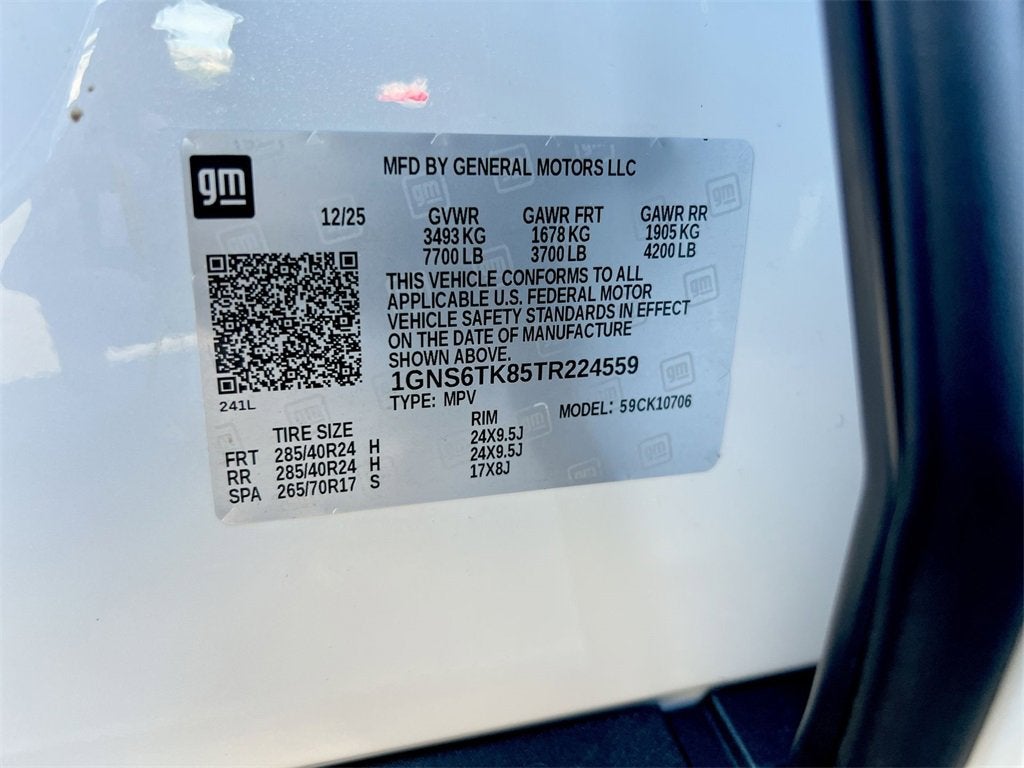 gm
MFD BY GENERAL MOTORS LLC
12/25 GVWR GAWR FRT GAWR RR
3493 KG 1678 KG 1905 KG
7700 LB 3700 LB 4200 LB
THIS VEHICLE CONFORMS TO ALL
APPLICABLE U.S. FEDERAL MOTOR
VEHICLE SAFETY STANDARDS IN EFFECT
ON THE DATE OF MANUFACTURE
SHOWN ABOVE.
1GNS6TK85TR224559
TYPE: MPV MODEL: 59CK10706
241L
TIRE SIZE RIM
FRT 285/40R24 H 24X9.5J
RR 285/40R24 H 24X9.5J
SPA 265/70R17 S 17X8J